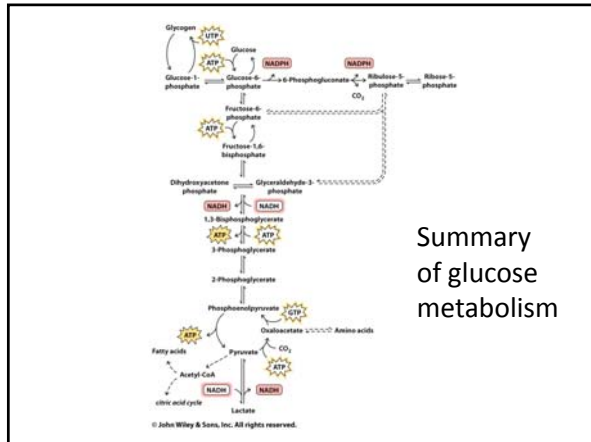 Glycogen
UTP
Glucose
ATP
NADPH
NADPH
Glucose-1-
phosphate
Glucose-6-
phosphate
6-Phosphogluconate
Ribulose-5-
phosphate
Ribose-5-
phosphate
CO2
Fructose-6-
phosphate
ATP
Fructose-1,6-
bisphosphate
Dihydroxyacetone
phosphate
Glyceraldehyde-3-
phosphate
NADH
NADH
1,3-Bisphosphoglycerate
ATP
ATP
3-Phosphoglycerate
Summary
of glucose
metabolism
2-Phosphoglycerate
Phosphoenolpyruvate
GTP
Oxaloacetate
Amino acids
ATP
Fatty acids
Pyruvate
CO2
Acetyl-CoA
ATP
NADH
NADH
citric acid cycle
Lactate
© John Wiley & Sons, Inc. All rights reserved.